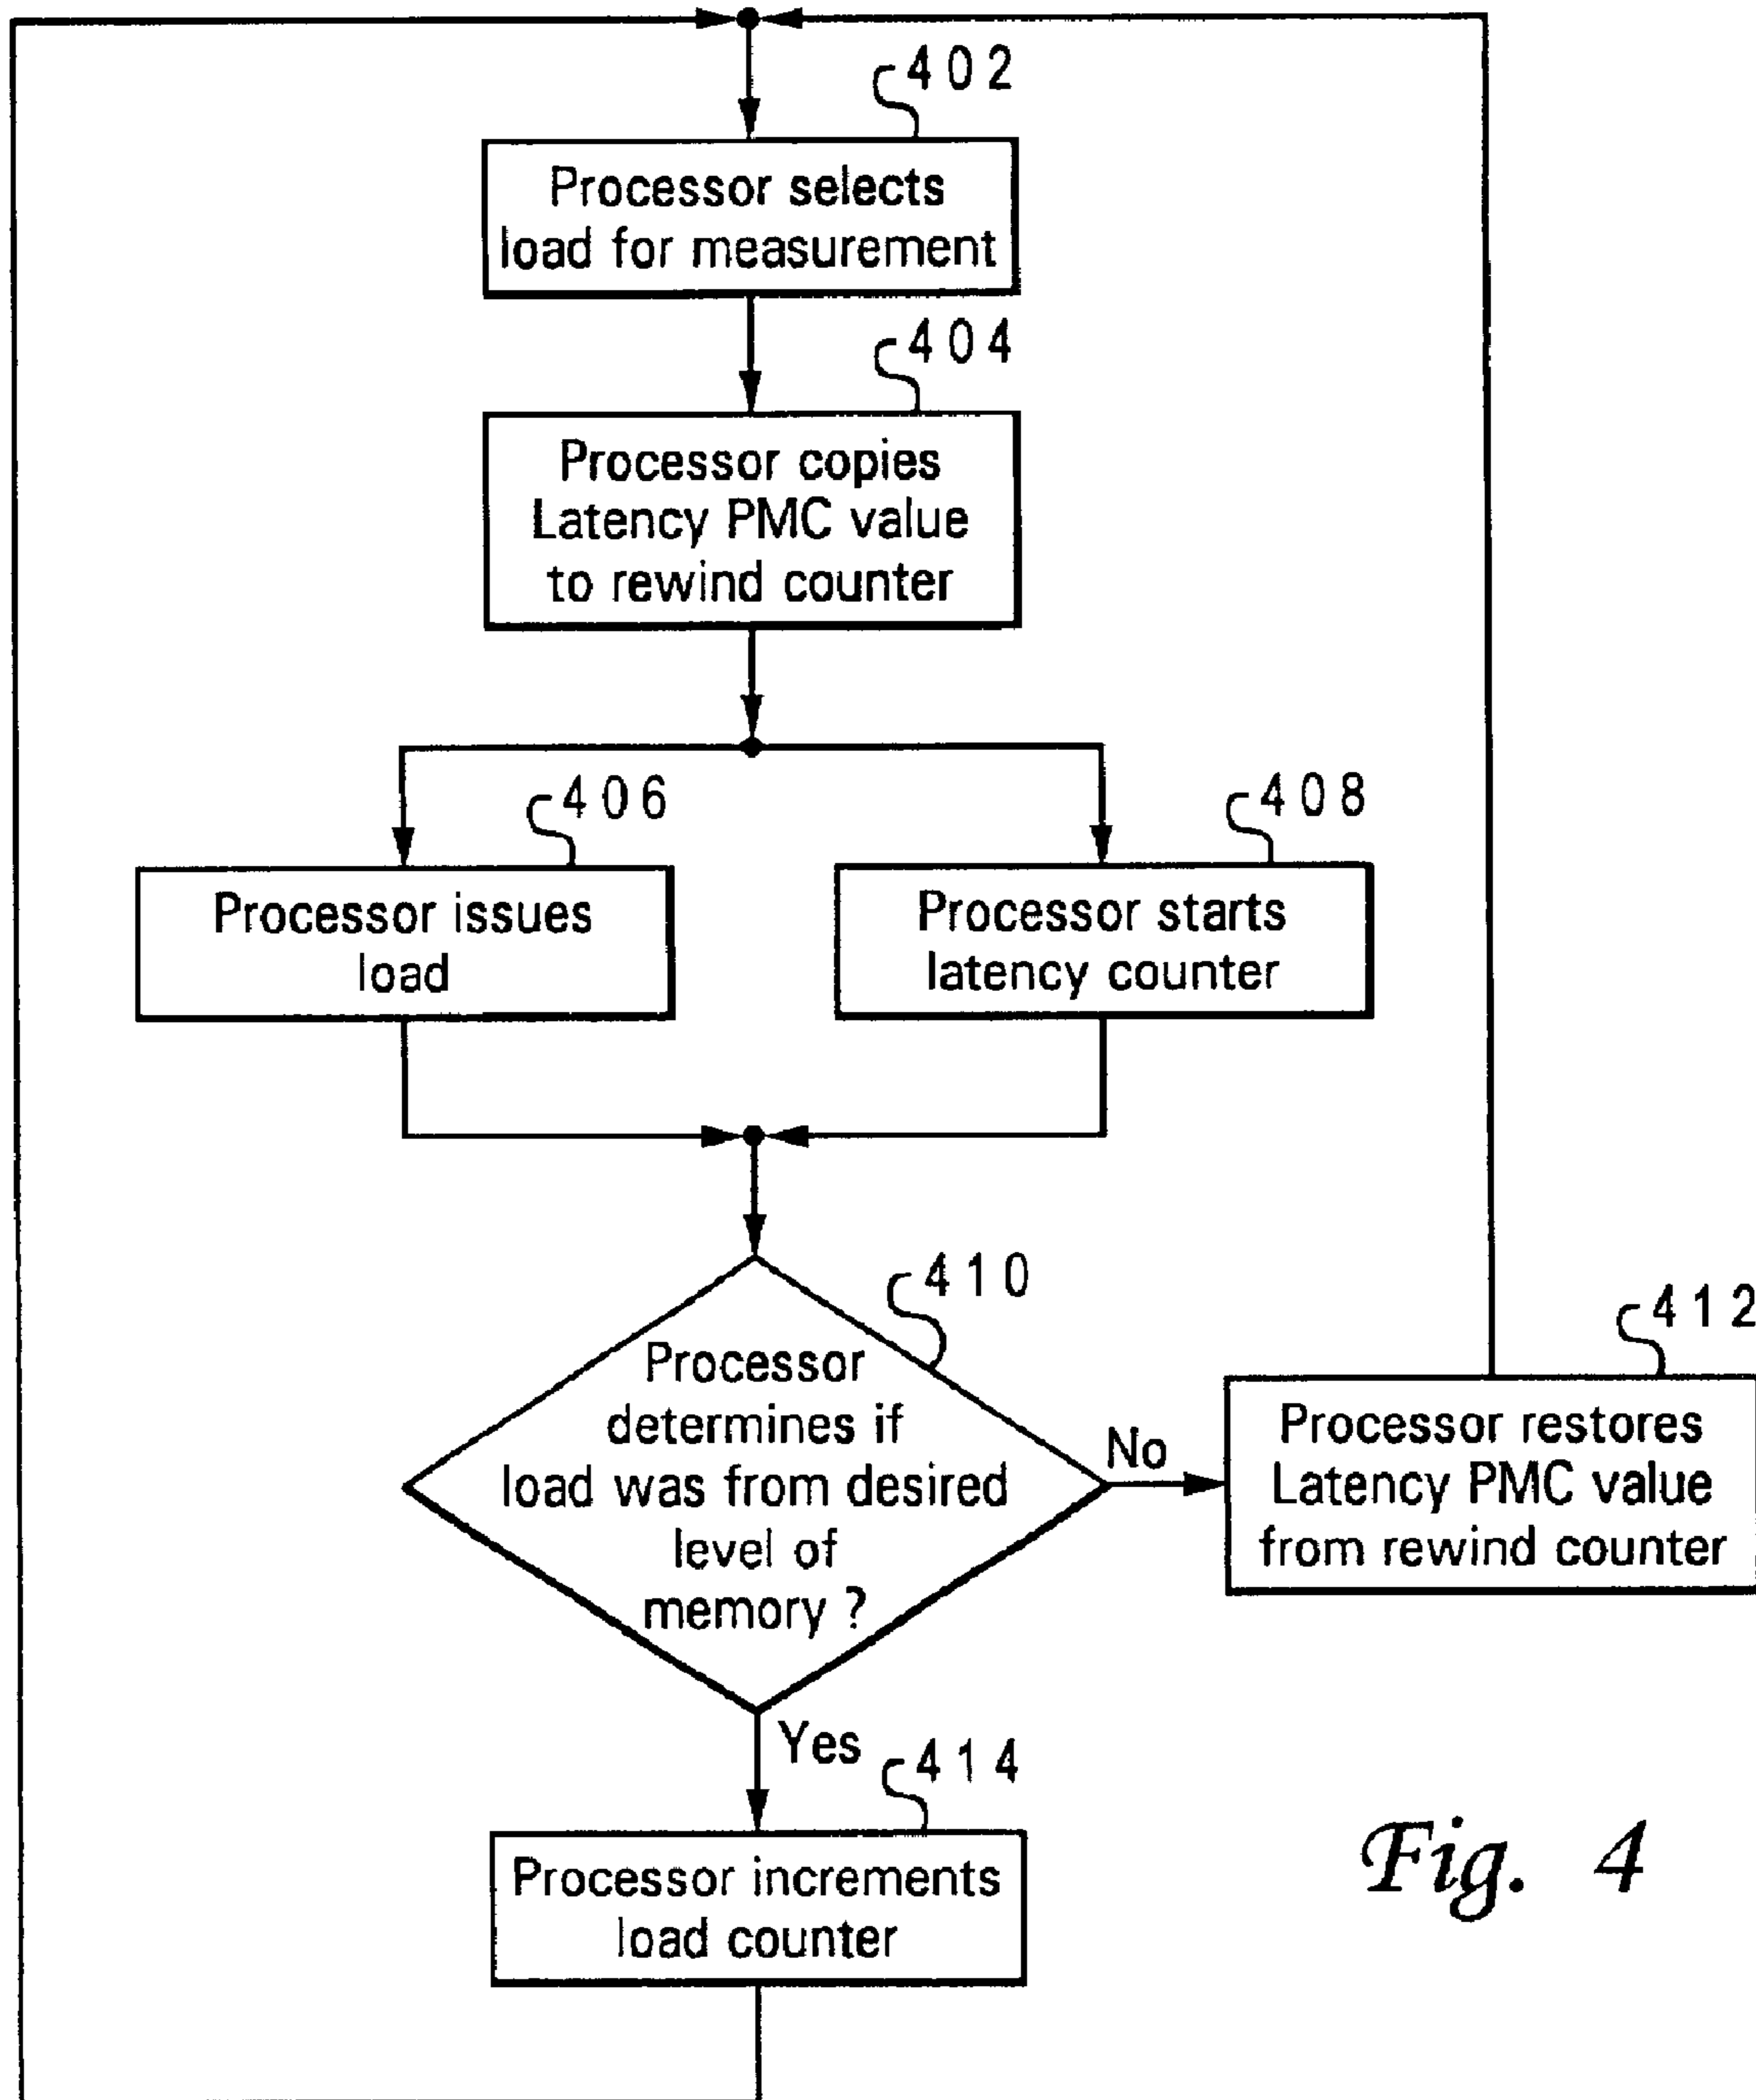 402
Processor selects
load for measurement
404
Processor copies
Latency PMC value
to rewind counter
406
408
Processor issues
load
Processor starts
latency counter
410
Processor
determines if
load was from desired
level of
memory ?
No
412
Processor restores
Latency PMC value
from rewind counter
Yes
414
Processor increments
load counter
Fig. 4